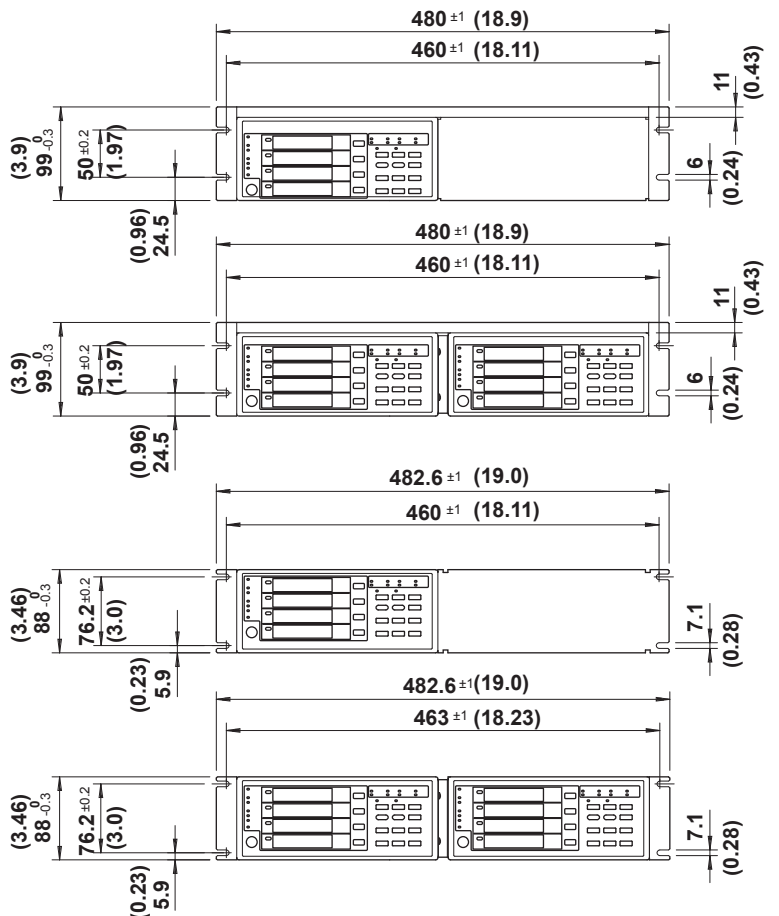 480 ±1 (18.9)
460 ±1 (18.11)
11
(0.43)
(3.9)
99 0 -0.3
50 ±0.2
(1.97)
6
(0.24)
(0.96)
24.5
480 ±1 (18.9)
460 ±1 (18.11)
11
(0.43)
(3.9)
99 0 -0.3
50 ±0.2
(1.97)
6
(0.24)
(0.96)
24.5
482.6 ±1 (19.0)
460 ±1 (18.11)
(3.46)
88 0 -0.3
76.2 ±0.2
(3.0)
7.1
(0.28)
(0.23)
5.9
482.6 ±1 (19.0)
463 ±1 (18.23)
(3.46)
88 0 -0.3
76.2 ±0.2
(3.0)
7.1
(0.28)
(0.23)
5.9